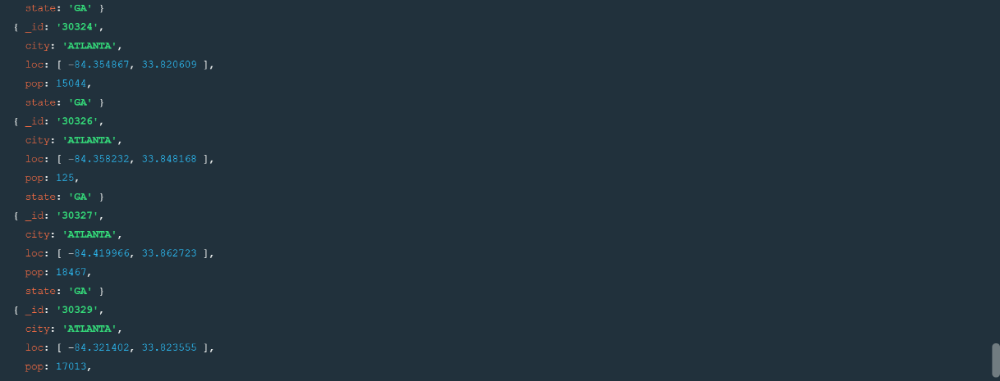 state: 'GA' }
{ _id: '30324',
city: 'ATLANTA',
loc: [ -84.354867, 33.820609 ],
pop: 15044,
state: 'GA' }
{ _id: '30326',
city: 'ATLANTA',
loc: [ -84.358232, 33.848168 ],
pop: 125,
state: 'GA' }
{ _id: '30327',
city: 'ATLANTA',
loc: [ -84.419966, 33.862723 ],
pop: 18467,
state: 'GA' }
{ _id: '30329',
city: 'ATLANTA',
loc: [ -84.321402, 33.823555 ],
pop: 17013,